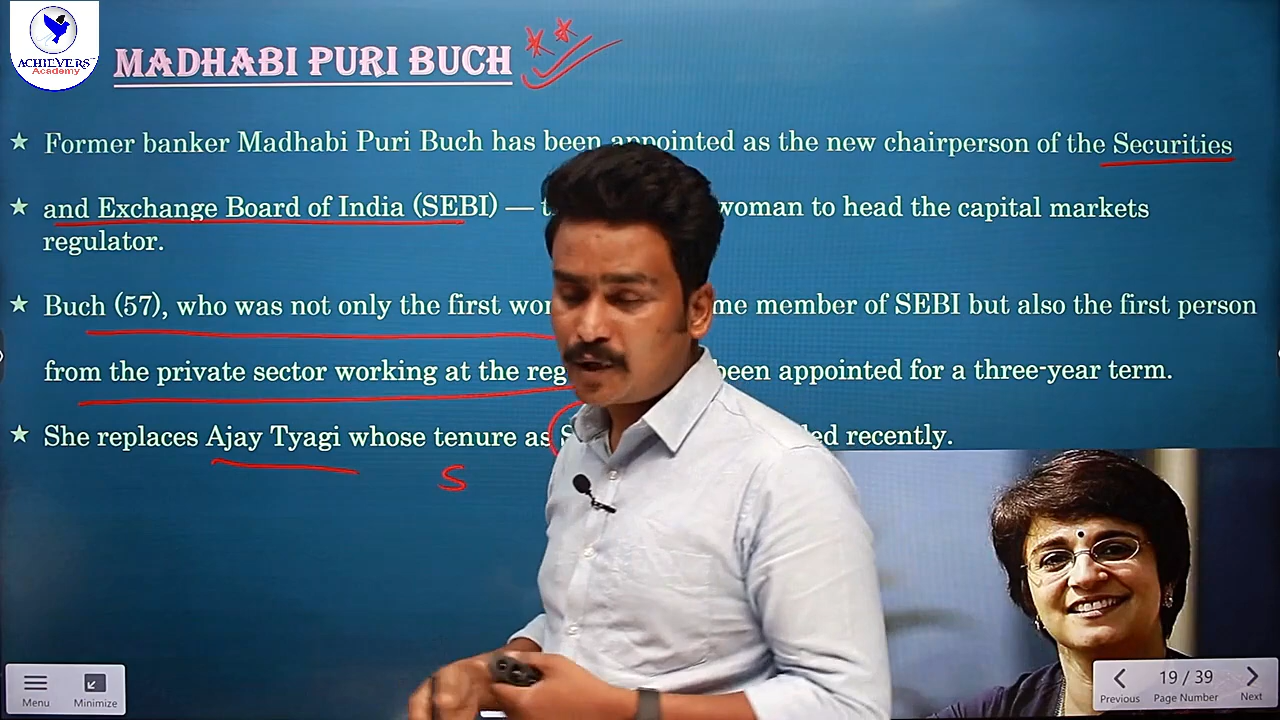 ACHIEVERS
Academy
MADHABI PURI BUCH
Former banker Madhabi Puri Buch has been appointed as the new chairperson of the Securities
and Exchange Board of India (SEBI) — woman to head the capital markets
regulator.
Buch (57), who was not only the first member of SEBI but also the first person
from the private sector working at the been appointed for a three-year term.
She replaces Ajay Tyagi whose tenure as recently.
S
Menu
Minimize
19 / 39
Previous
Page Number
Next